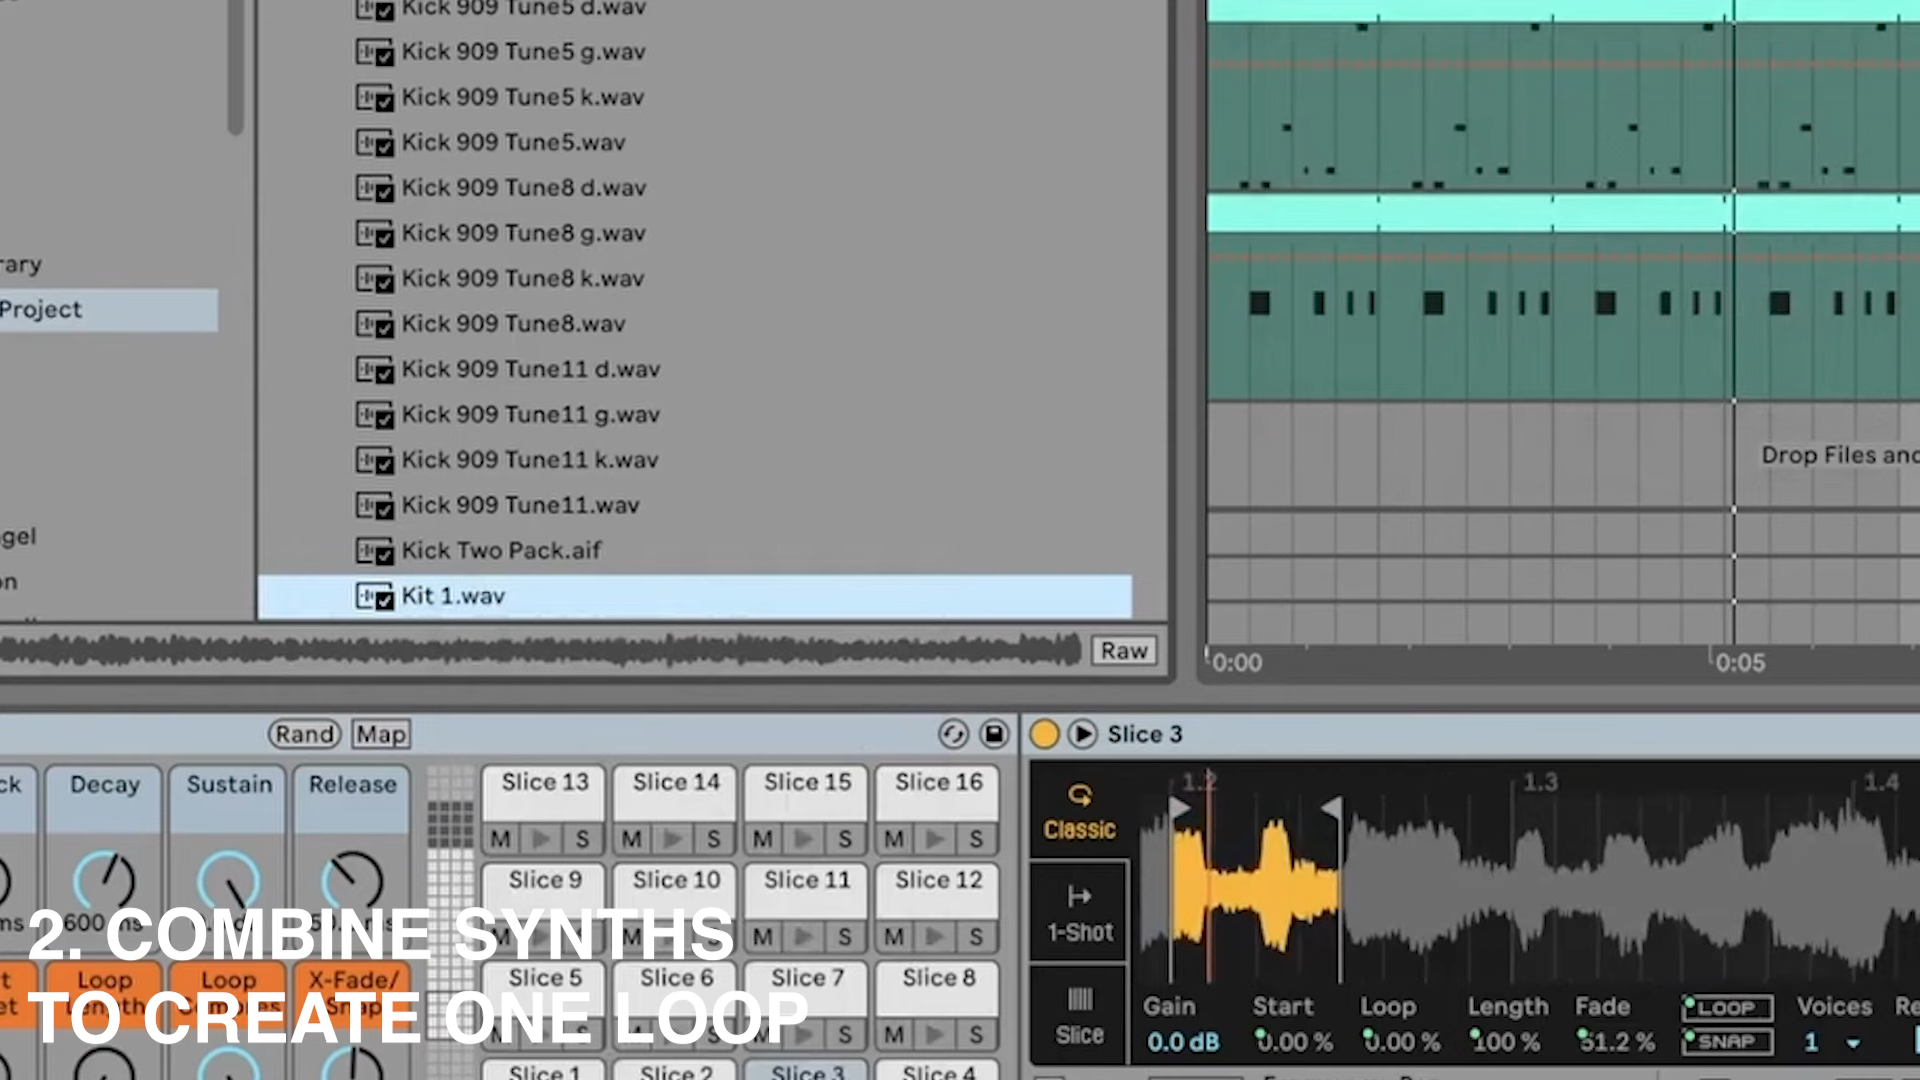 Kick 909 Tune5 d.wav
Kick 909 Tune5 g.wav
Kick 909 Tune5 k.wav
Kick 909 Tune5.wav
Kick 909 Tune8 d.wav
Kick 909 Tune8 g.wav
rary
Kick 909 Tune8 k.wav
Project
Kick 909 Tune8.wav
Kick 909 Tune11 d.wav
Kick 909 Tune11 g.wav
Kick 909 Tune11 k.wav
Drop Files and
Kick 909 Tune11.wav
gel
Kick Two Pack.aif
on
Kit 1.wav
Raw
0:00 0:05
Rand Map
Slice 3
ck Decay Sustain Release
Slice 13 Slice 14 Slice 15 Slice 16
M S M S M S M S
1.2 1.3 1.4
Classic
Slice 9 Slice 10 Slice 11 Slice 12
ms 600
M S M S
1-Shot
2. COMBINE SYNTHS
TO CREATE ONE LOOP
Loop Length
Loop
X-Fade/
Snap
Slice 5 Slice 6 Slice 7 Slice 8
S M S
Slice 1 Slice 2 Slice 3 Slice 4
Slice
Gain Start Loop Length Fade LOOP Voices Re
0.0 dB 0.00 % 0.00 % 100 % 51.2 % SNAP 1